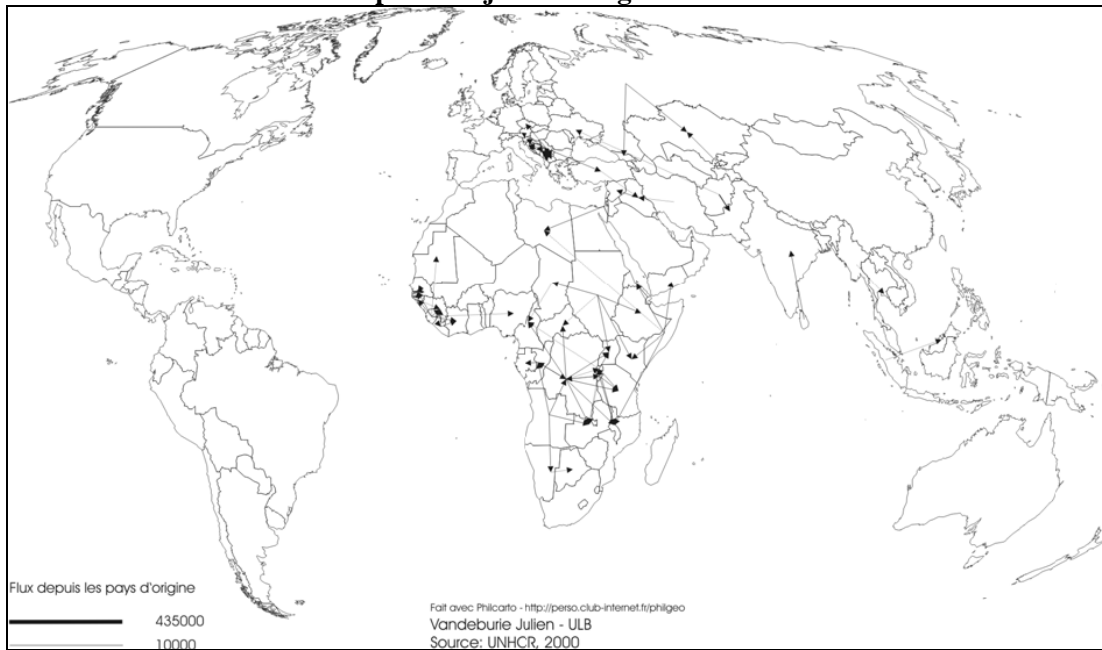 Flux depuis les pays d'origine
435000
10000
Fait avec Philcarto - http://perso.club-internet.fr/philgeo
Vandeburie Julien - ULB
Source: UNHCR, 2000